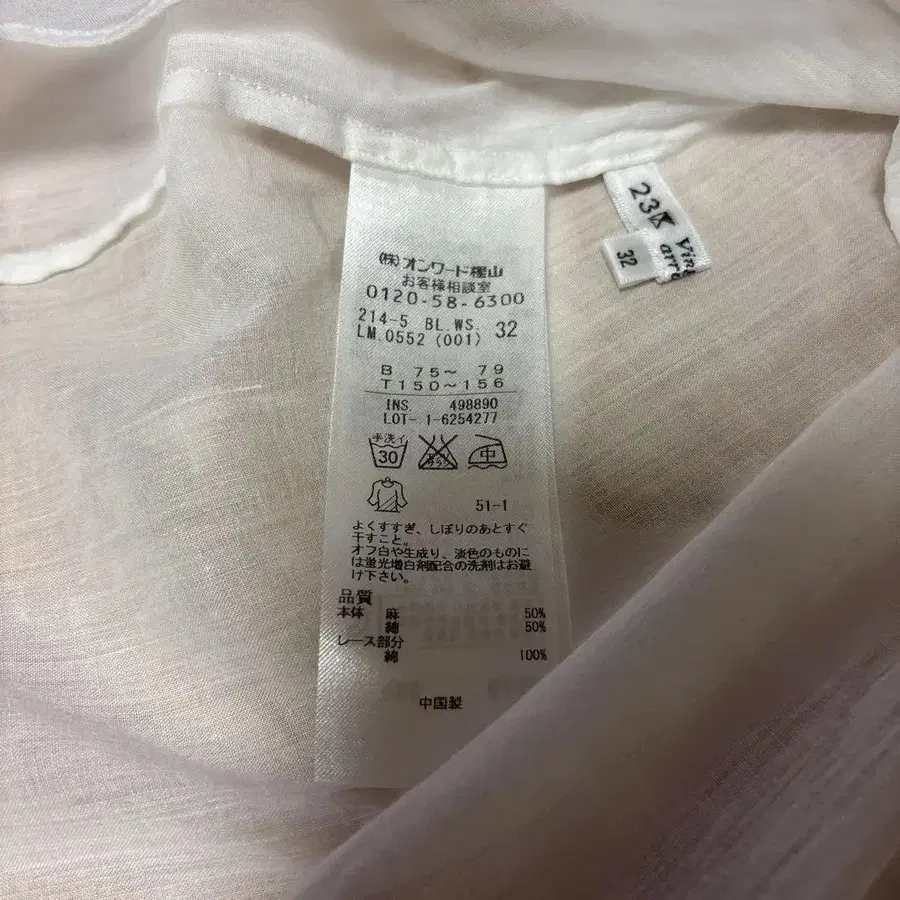 (株)オンワード樫山
お客様相談室
0120-58-6300
214-5 BL.WS. 32
LM.0552 (001)
B 75～ 79
T150～156
INS. 498890
LOT- 1-6254277
手洗イ
30
中
51-1
よくすすぎ、しぼりのあとすぐ
干すこと。
オフ白や生成り、淡色のものに
は蛍光増白剤配合の洗剤はお避
け下さい。
品質
本体 麻 50%
綿 50%
レース部分
綿 100%
中国製
23区
32